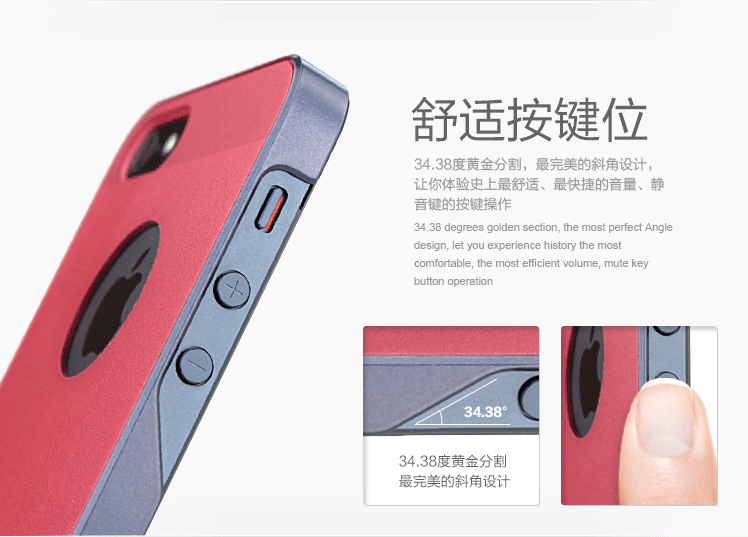 舒适按键位
34.38度黄金分割，最完美的斜角设计，
让你体验史上最舒适、最快捷的音量、静
音键的按键操作
34.38 degrees golden section, the most perfect Angle
design, let you experience history the most
comfortable, the most efficient volume, mute key
button operation
34.38°
34.38度黄金分割
最完美的斜角设计